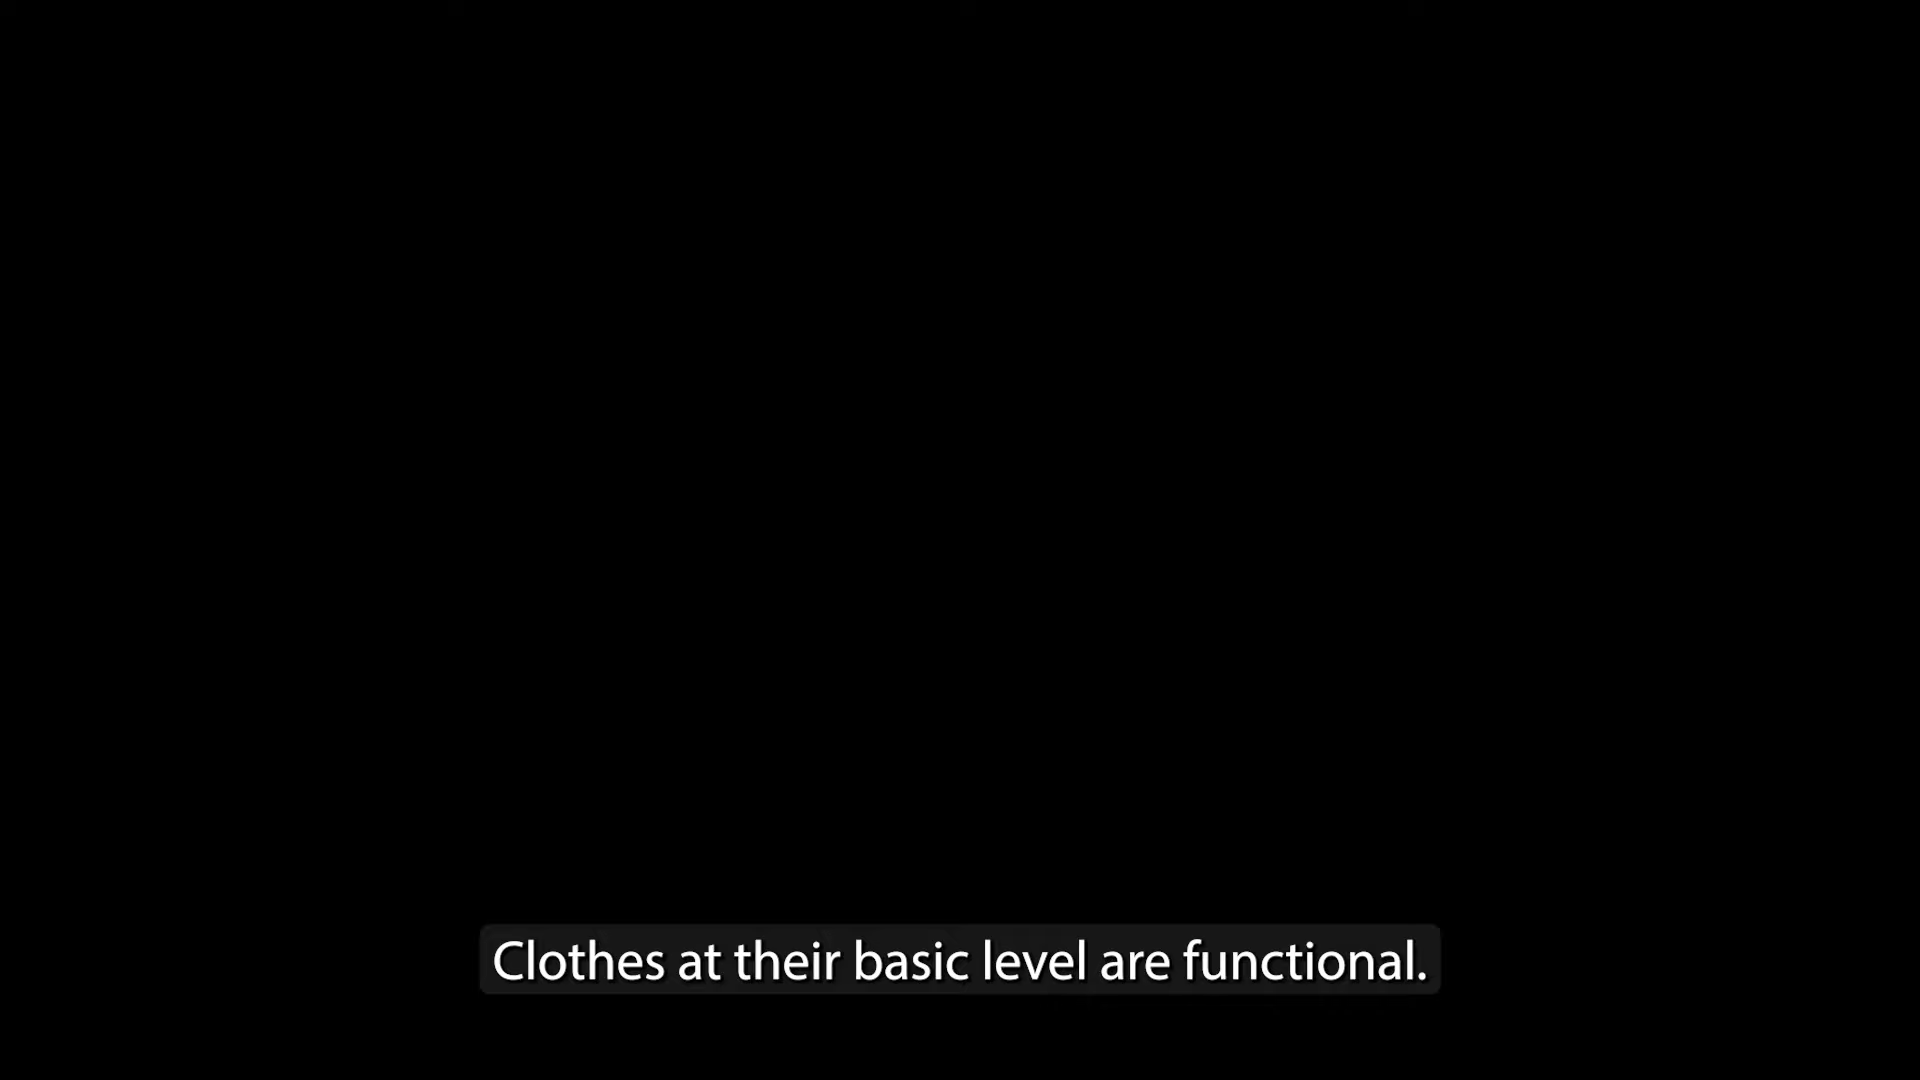 Clothes at their basic level are functional.